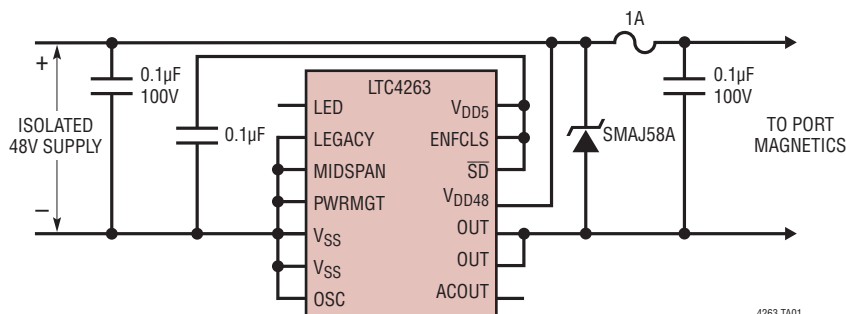 1A
+
0.1µF
100V
0.1µF
ISOLATED
48V SUPPLY
–
LTC4263
LED
LEGACY
MIDSPAN
PWRMGT
VSS
VSS
OSC
VDD5
ENFCLS
SD
VDD48
OUT
OUT
ACOUT
SMAJ58A
0.1µF
100V
TO PORT
MAGNETICS
4263 TA01